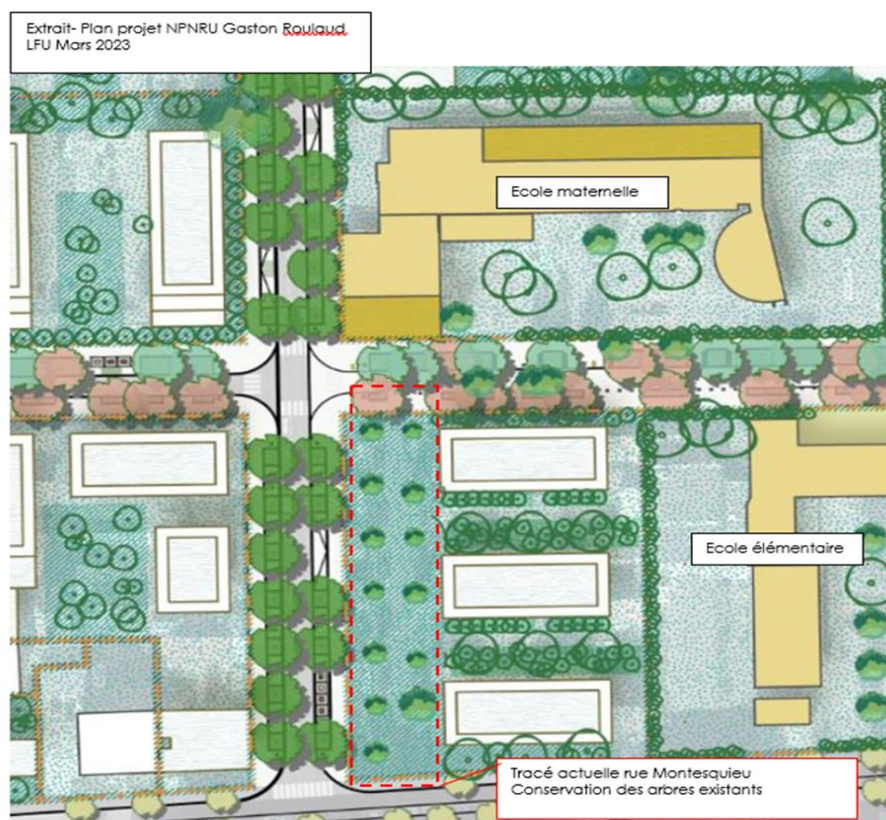 Extrait- Plan projet NPNRU Gaston Roulaud
LFU Mars 2023
Ecole maternelle
Ecole élémentaire
Tracé actuelle rue Montesquieu
Conservation des arbres existants